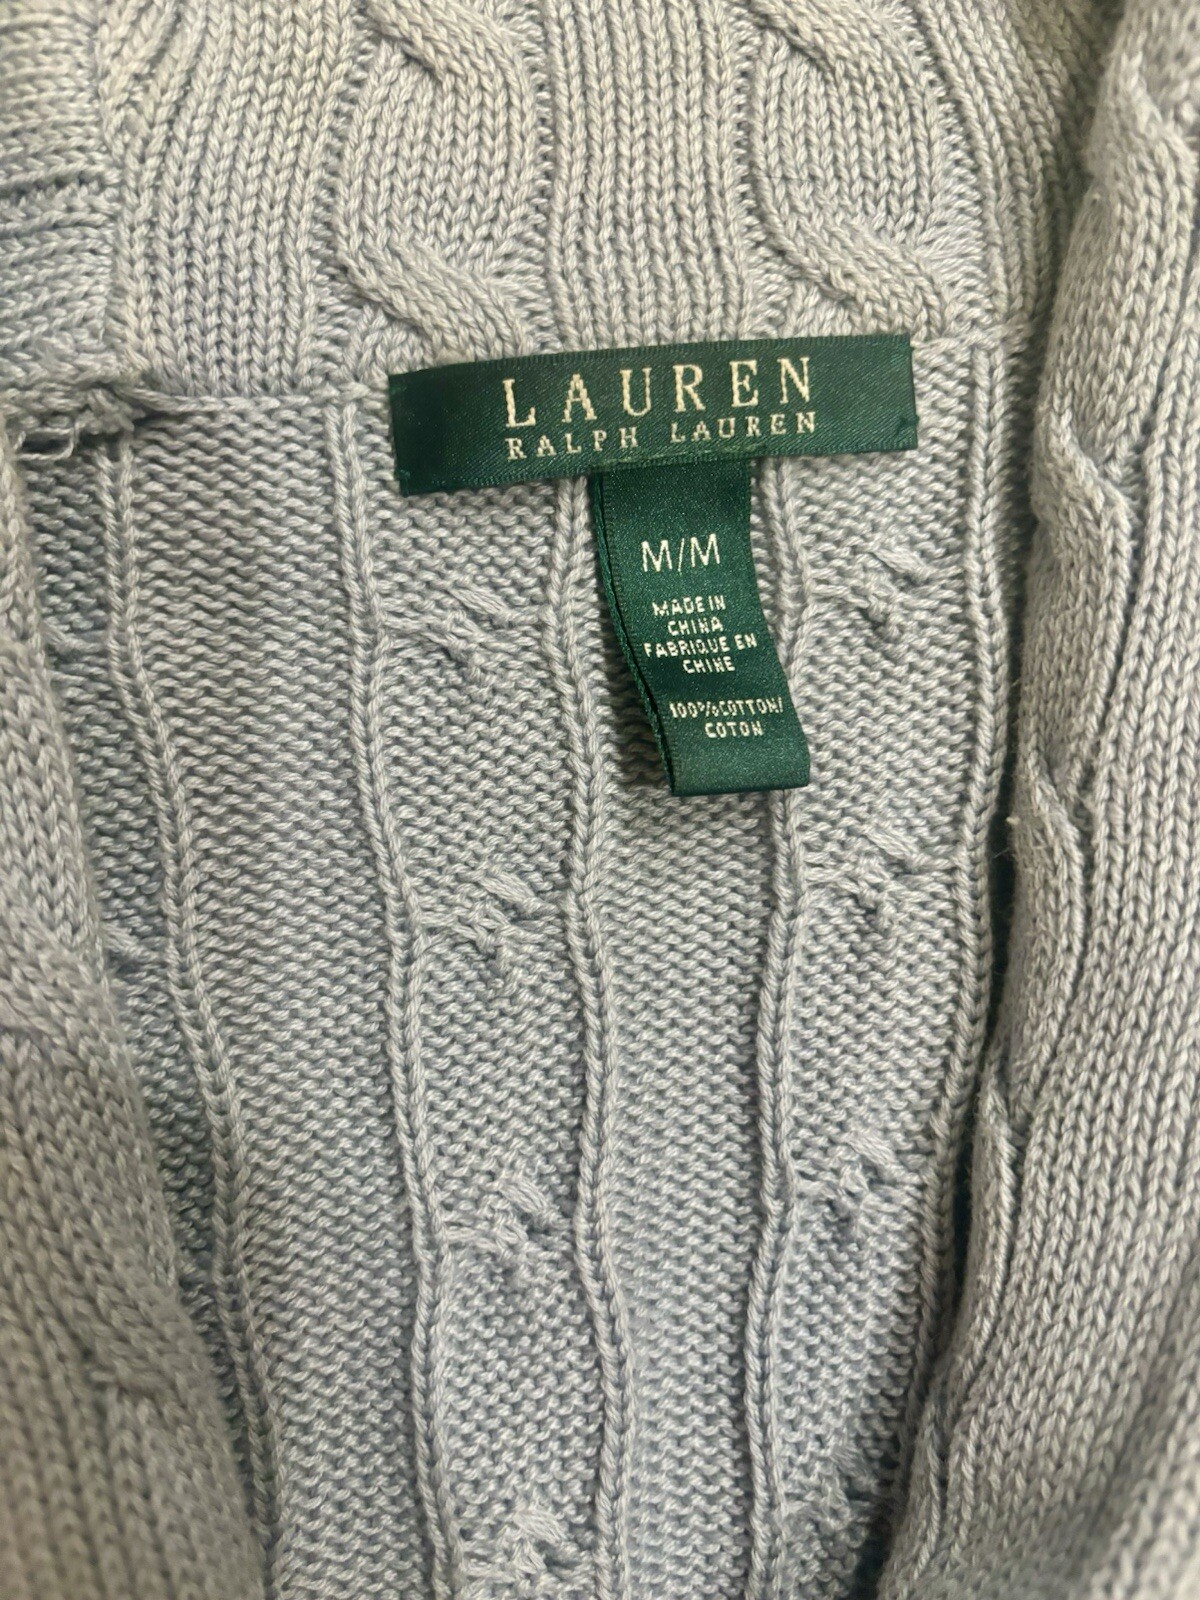 LAUREN
RALPH LAUREN
M/M
MADE IN
CHINA
FABRIQUE EN
CHINE
100%COTTON/
COTON